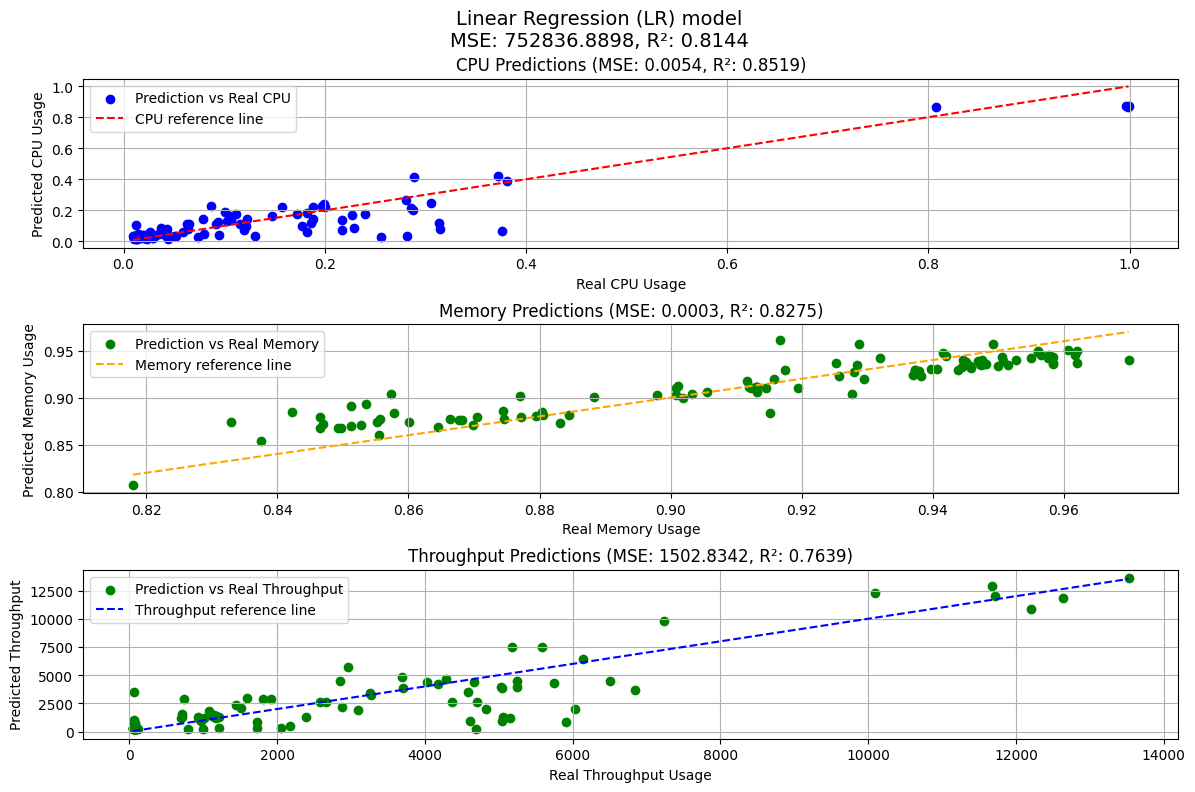 Linear Regression (LR) model
MSE: 752836.8898, R²: 0.8144
CPU Predictions (MSE: 0.0054, R²: 0.8519)
Predicted CPU Usage
1.0
0.8
0.6
0.4
0.2
0.0
Prediction vs Real CPU
CPU reference line
0.0 0.2 0.4 0.6 0.8 1.0
Real CPU Usage
Memory Predictions (MSE: 0.0003, R²: 0.8275)
Predicted Memory Usage
0.95
0.90
0.85
0.80
Prediction vs Real Memory
Memory reference line
0.82 0.84 0.86 0.88 0.90 0.92 0.94 0.96
Real Memory Usage
Throughput Predictions (MSE: 1502.8342, R²: 0.7639)
Predicted Throughput
12500
10000
7500
5000
2500
0
Prediction vs Real Throughput
Throughput reference line
0 2000 4000 6000 8000 10000 12000 14000
Real Throughput Usage